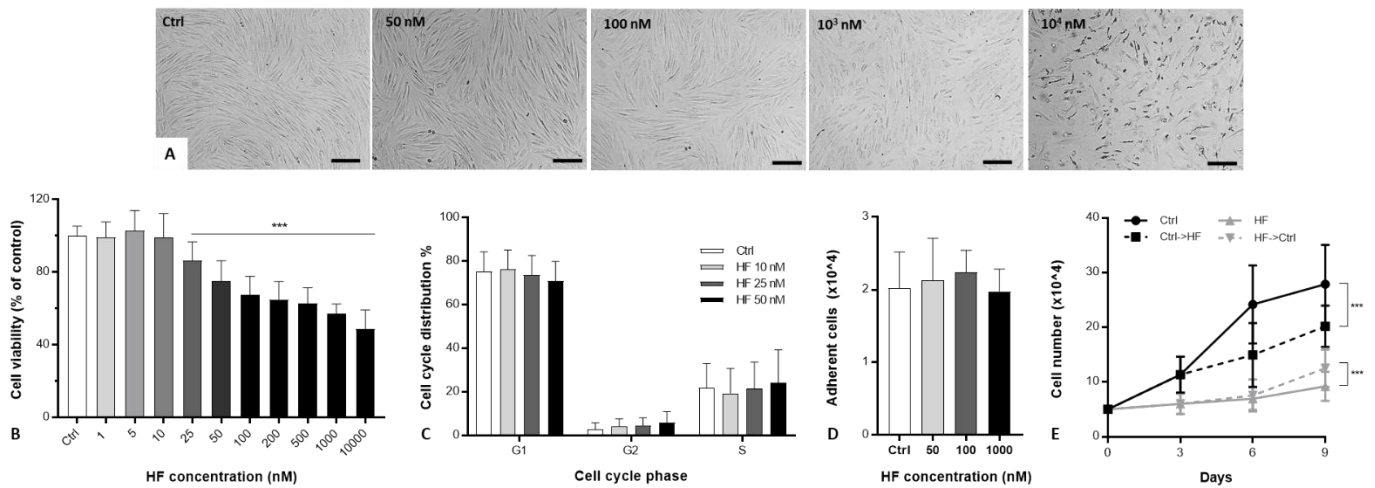 Ctrl
50 nM
100 nM
10³ nM
10⁴ nM
A
Cell viability (% of control)
120
80
40
0
***
Ctrl
1
5
10
25
50
100
200
500
1000
10000
HF concentration (nM)
B
Cell cycle distribution %
100
80
60
40
20
0
Ctrl
HF 10 nM
HF 25 nM
HF 50 nM
G1
G2
S
Cell cycle phase
C
Adherent cells (x10^4)
3
2
1
0
Ctrl
50
100
1000
HF concentration (nM)
D
Cell number (x10^4)
40
30
20
10
0
Ctrl
HF
Ctrl->HF
HF->Ctrl
***
***
0
3
6
9
Days
E